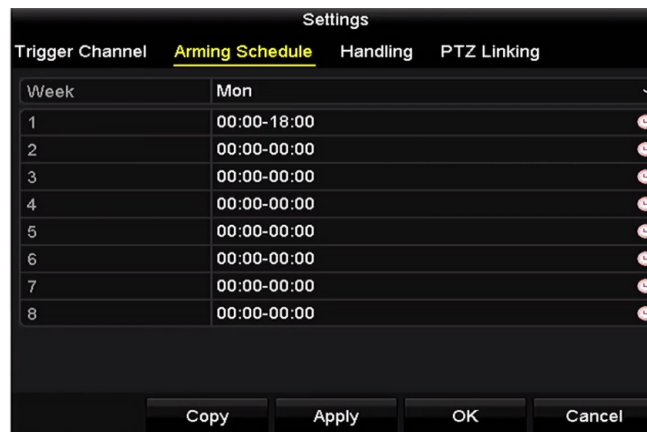 Settings
Trigger Channel Arming Schedule Handling PTZ Linking
Week Mon
1 00:00-18:00
2 00:00-00:00
3 00:00-00:00
4 00:00-00:00
5 00:00-00:00
6 00:00-00:00
7 00:00-00:00
8 00:00-00:00
Copy Apply OK Cancel